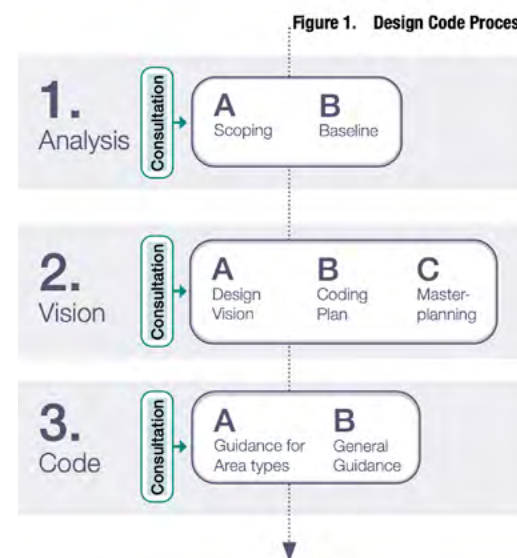 Figure 1. Design Code Proces
1.
Analysis
Consultation
A
Scoping
B
Baseline
2.
Vision
Consultation
A
Design
Vision
B
Coding
Plan
C
Master-
planning
3.
Code
Consultation
A
Guidance for
Area types
B
General
Guidance